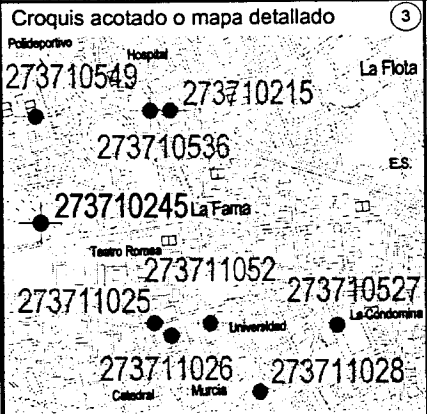 Croquis acotado o mapa detallado 3
Polideportivo
Hospital
La Flota
273710549
273710215
273710536
E.S.
273710245 La Fama
Teatro Romea
273711052
273710527
273711025
La Condomina
Universidad
273711026
273711028
Catedral
Murcia